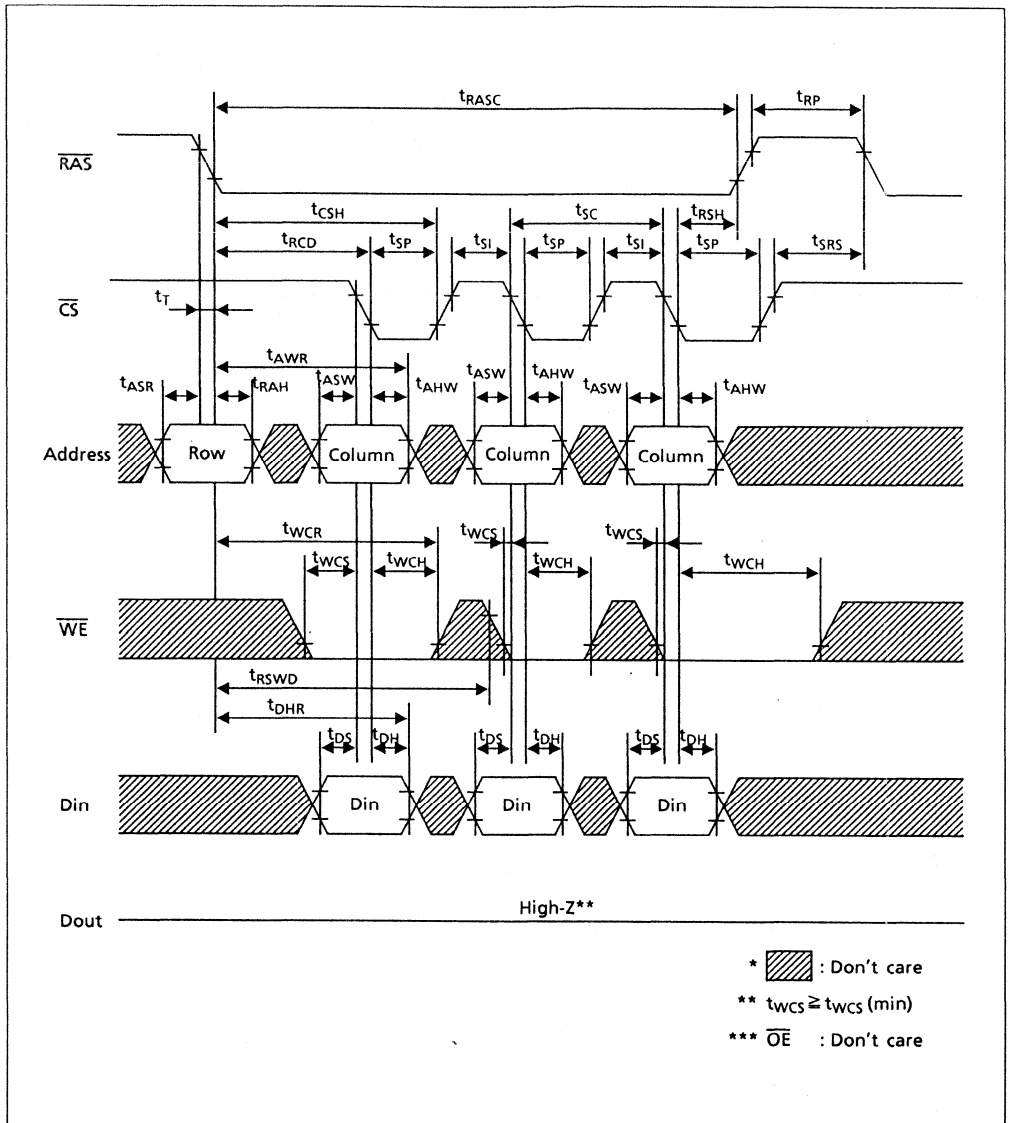 tRASC
tRP
RAS
tCSH
tSC
tRSH
tRCD
tSP
tSI
tSP
tSI
tSP
tSRS
CS
tT
tAWR
tASR
tRAH
tASW
tAHW
tASW
tAHW
tASW
tAHW
Address
Row
Column
Column
Column
tWCR
tWCS
tWCS
tWCS
tWCH
tWCH
tWCH
WE
tRSWD
tDHR
tDS
tDH
tDS
tDH
tDS
tDH
Din
Din
Din
Din
Dout
High-Z**
* : Don't care
** tWCS ≧ tWCS (min)
*** OE : Don't care